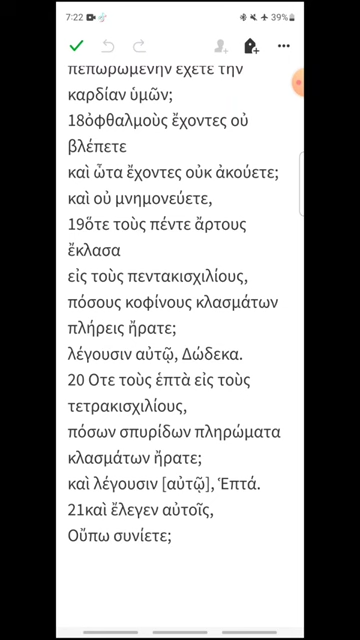 7:22
39%
πεπωρωμένην ἔχετε τὴν
καρδίαν ὑμῶν;
18ὀφθαλμοὺς ἔχοντες οὐ
βλέπετε
καὶ ὦτα ἔχοντες οὐκ ἀκούετε;
καὶ οὐ μνημονεύετε,
19ὅτε τοὺς πέντε ἄρτους
ἔκλασα
εἰς τοὺς πεντακισχιλίους,
πόσους κοφίνους κλασμάτων
πλήρεις ἤρατε;
λέγουσιν αὐτῷ, Δώδεκα.
20 Οτε τοὺς ἑπτὰ εἰς τοὺς
τετρακισχιλίους,
πόσων σπυρίδων πληρώματα
κλασμάτων ἤρατε;
καὶ λέγουσιν [αὐτῷ], Ἑπτά.
21καὶ ἔλεγεν αὐτοῖς,
Οὔπω συνίετε;